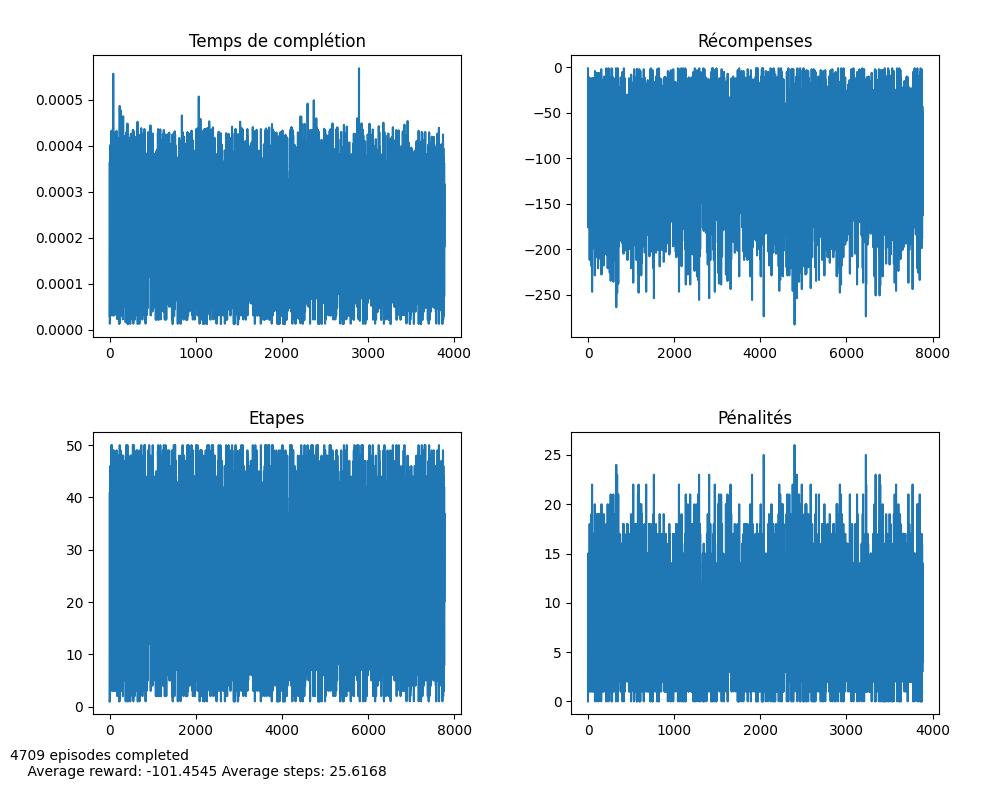 Temps de complétion
0.0005
0.0004
0.0003
0.0002
0.0001
0.0000
0 1000 2000 3000 4000
Récompenses
0
−50
−100
−150
−200
−250
0 2000 4000 6000 8000
Etapes
50
40
30
20
10
0
0 2000 4000 6000 8000
Pénalités
25
20
15
10
5
0
0 1000 2000 3000 4000
4709 episodes completed
Average reward: -101.4545 Average steps: 25.6168